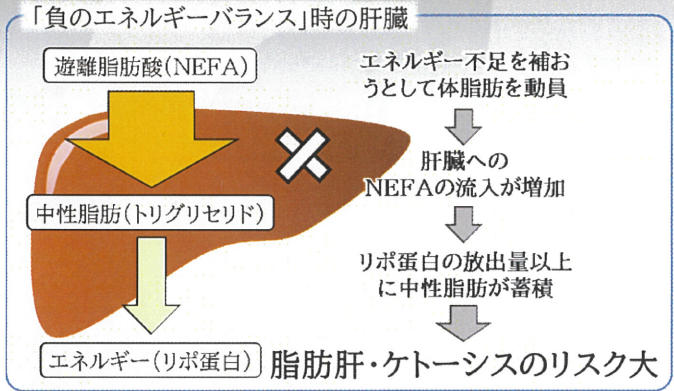 「負のエネルギーバランス」時の肝臓
遊離脂肪酸(NEFA)
中性脂肪(トリグリセリド)
エネルギー(リポ蛋白)
エネルギー不足を補お
うとして体脂肪を動員
肝臓への
NEFAの流入が増加
リポ蛋白の放出量以上
に中性脂肪が蓄積
脂肪肝・ケトーシスのリスク大